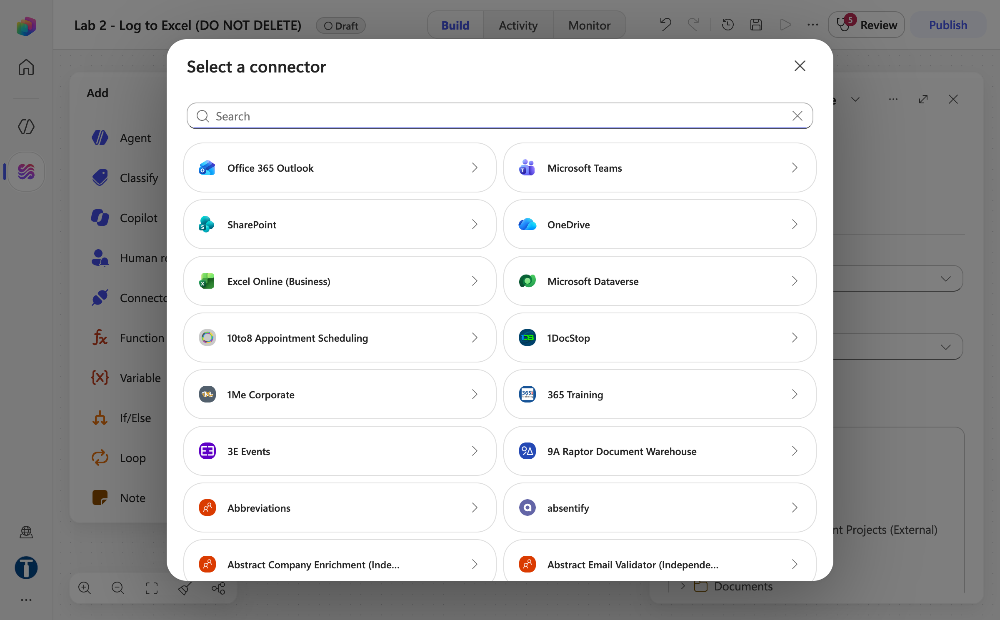 Lab 2 - Log to Excel (DO NOT DELETE)
Draft
Build
Activity
Monitor
5
Review
Publish
Select a connector
Add
Search
Agent
Classify
Copilot
Human re
Connecto
Function
Variable
If/Else
Loop
Note
Office 365 Outlook
Microsoft Teams
SharePoint
OneDrive
Excel Online (Business)
Microsoft Dataverse
10to8 Appointment Scheduling
1DocStop
1Me Corporate
365 Training
3E Events
9A Raptor Document Warehouse
Abbreviations
absentify
Abstract Company Enrichment (Inde...
Abstract Email Validator (Independe...
nt Projects (External)
Documents